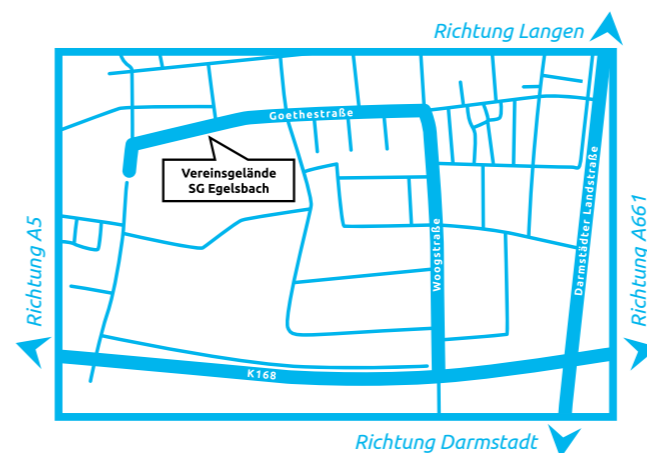 Richtung Langen
Goethestraße
Vereinsgelände
SG Egelsbach
Richtung A5
Woogstraße
Darmstädter Landstraße
Richtung A661
K168
Richtung Darmstadt